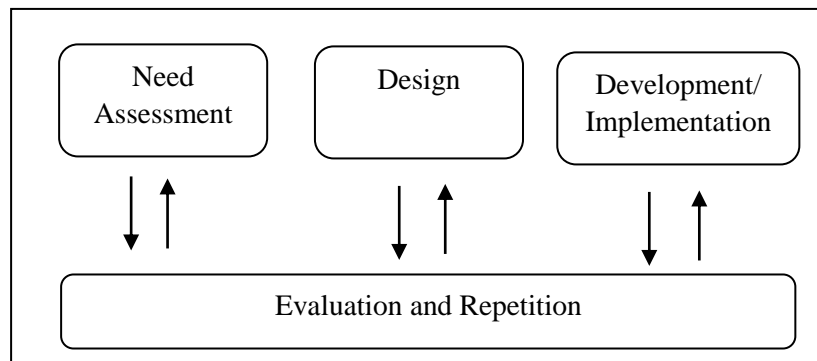 Need
Assessment
Design
Development/
Implementation
Evaluation and Repetition